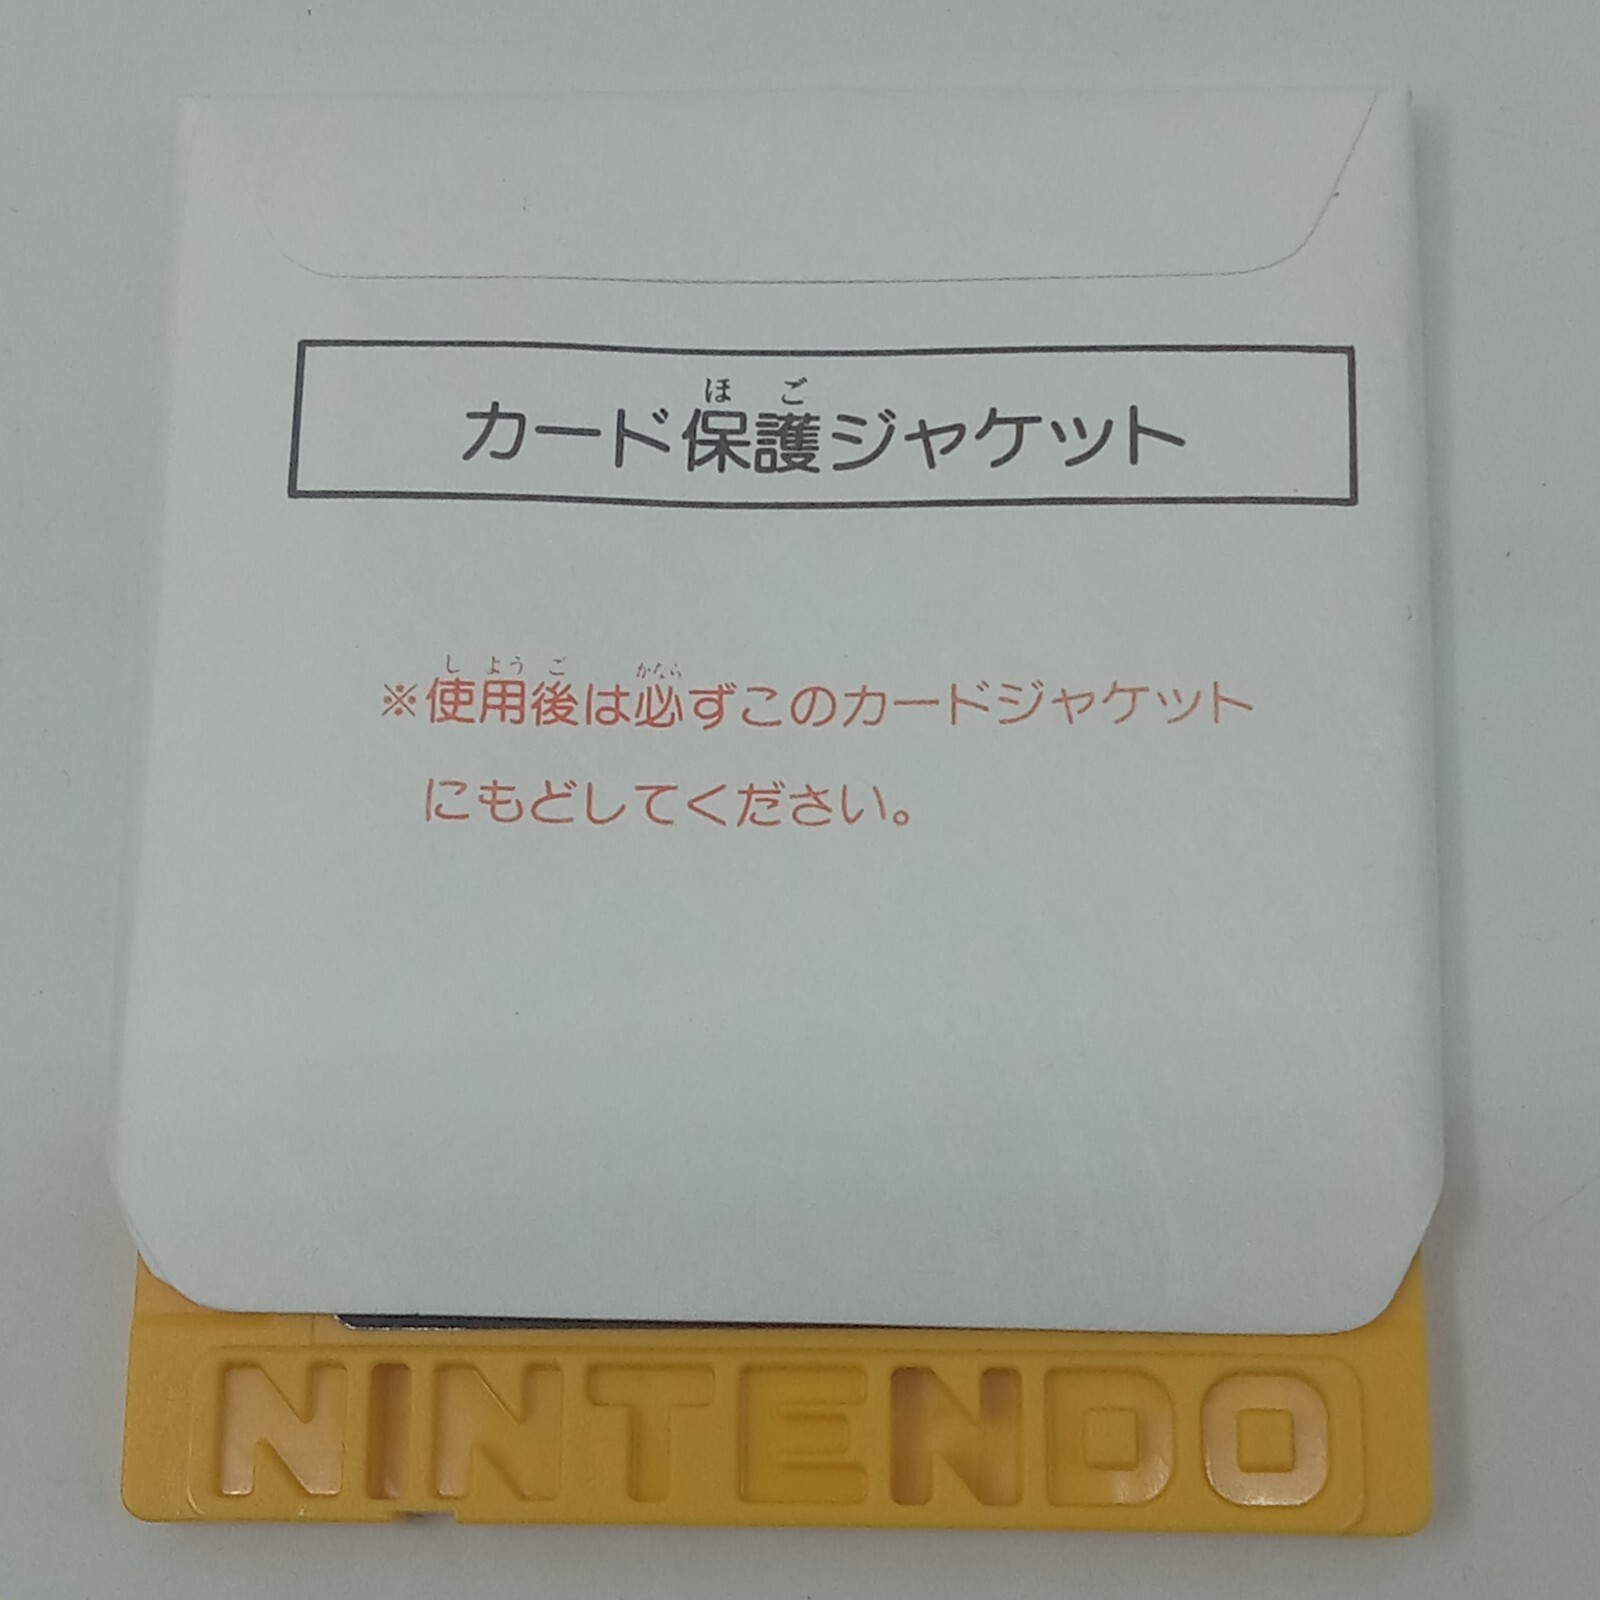 カード保護ジャケット
ほご
※使用後は必ずこのカードジャケット
しようご かなら
にもどしてください。
NINTENDO